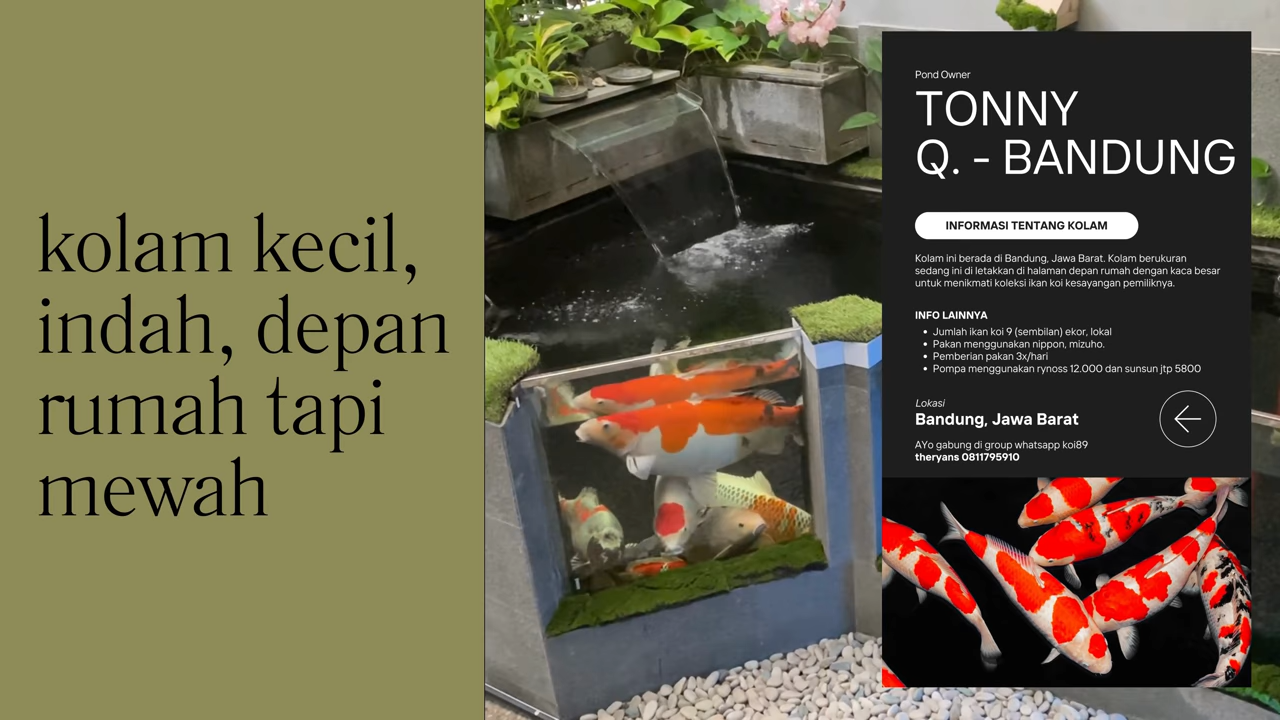 kolam kecil,
indah, depan
rumah tapi
mewah
Pond Owner
TONNY
Q. - BANDUNG
INFORMASI TENTANG KOLAM
Kolam ini berada di Bandung, Jawa Barat. Kolam berukuran
sedang ini di letakkan di halaman depan rumah dengan kaca besar
untuk menikmati koleksi ikan koi kesayangan pemiliknya.
INFO LAINNYA
• Jumlah ikan koi 9 (sembilan) ekor, lokal
• Pakan menggunakan nippon, mizuho.
• Pemberian pakan 3x/hari
• Pompa menggunakan rynoss 12.000 dan sunsun jtp 5800
Lokasi
Bandung, Jawa Barat
AYo gabung di group whatsapp koi89
theryans 0811795910